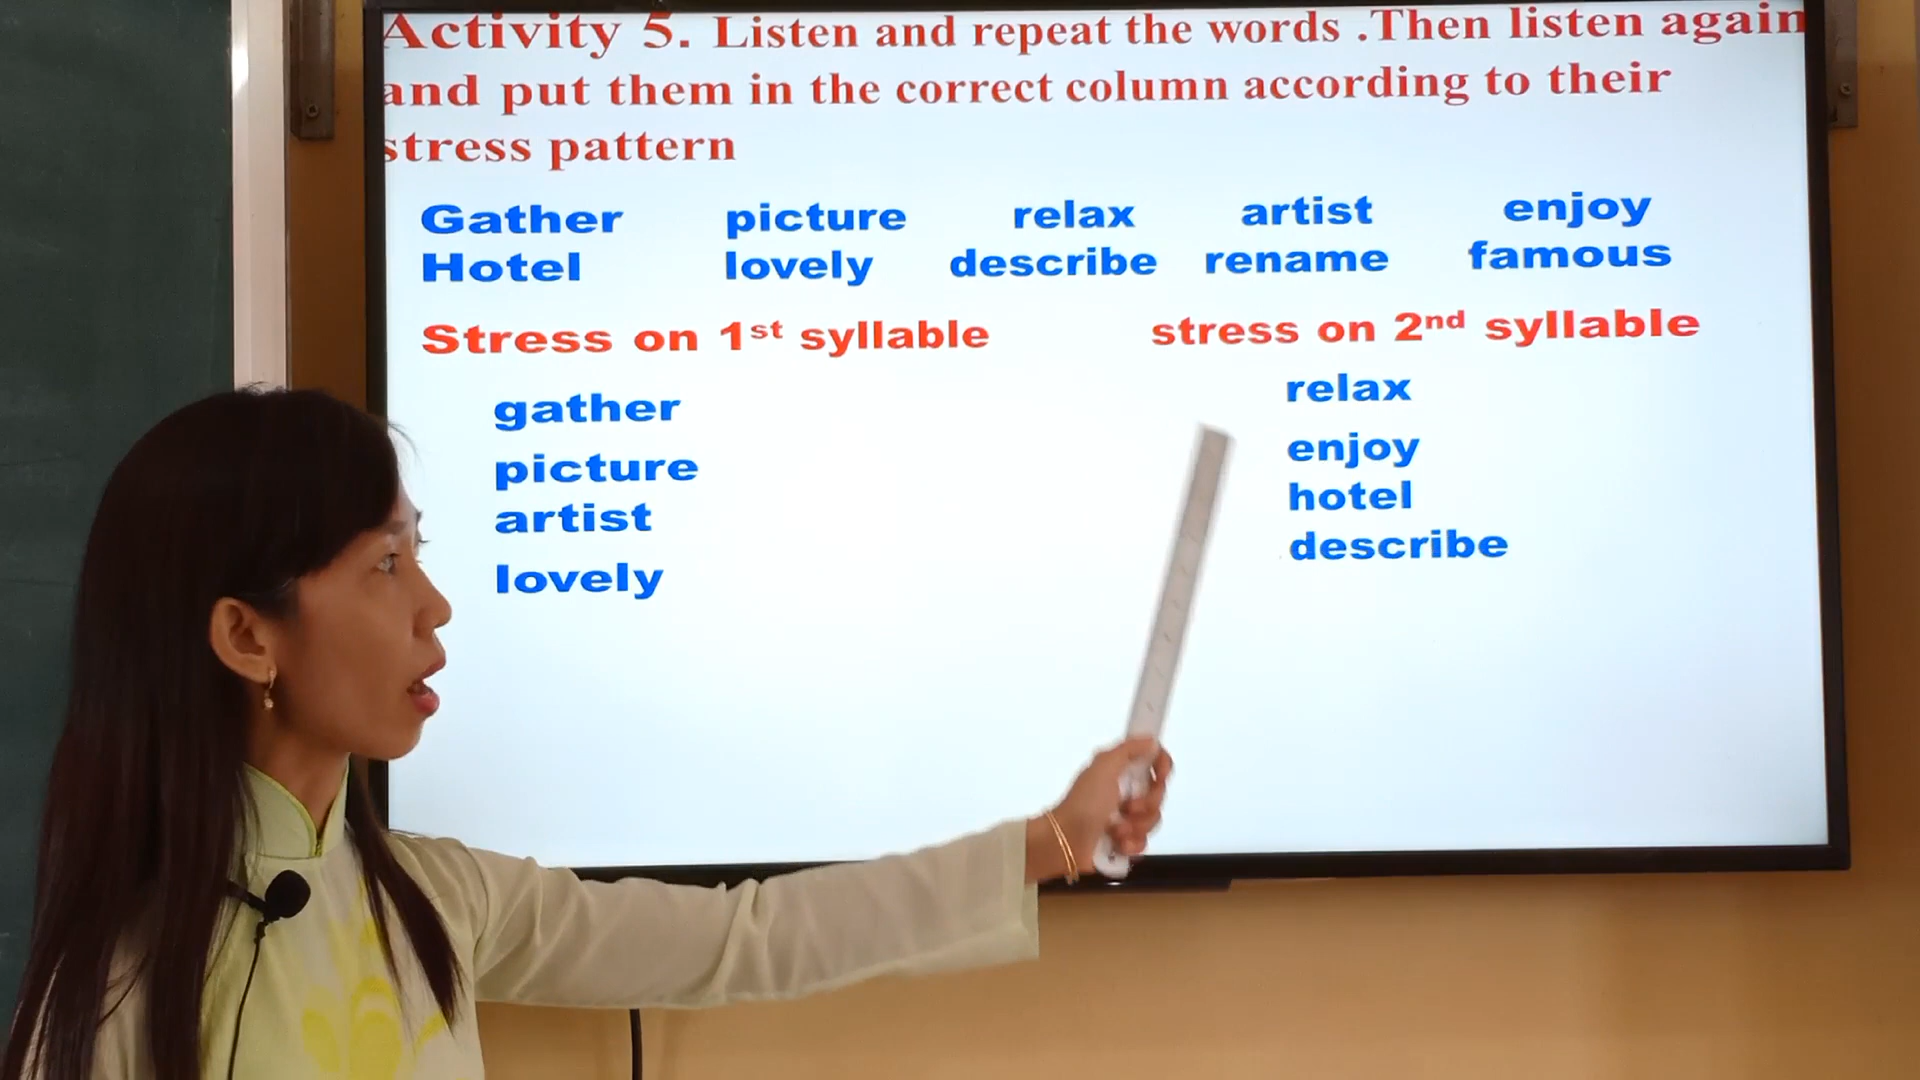 Activity 5. Listen and repeat the words .Then listen again
and put them in the correct column according to their
stress pattern
Gather picture relax artist enjoy
Hotel lovely describe rename famous
Stress on 1st syllable stress on 2nd syllable
gather relax
picture enjoy
artist hotel
lovely describe